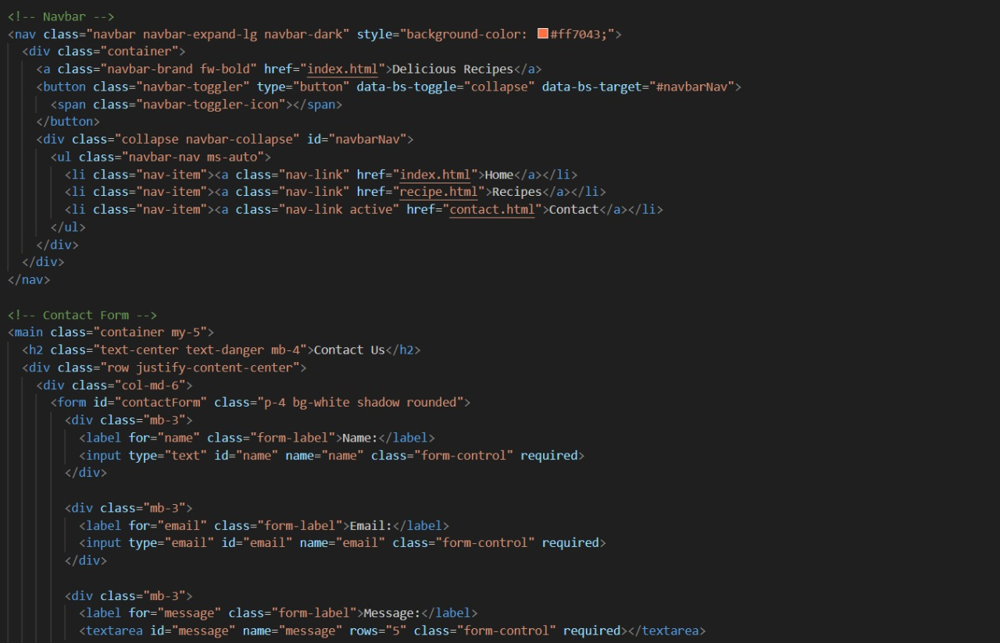 <!-- Navbar -->
<nav class="navbar navbar-expand-lg navbar-dark" style="background-color: #ff7043;">
  <div class="container">
    <a class="navbar-brand fw-bold" href="index.html">Delicious Recipes</a>
    <button class="navbar-toggler" type="button" data-bs-toggle="collapse" data-bs-target="#navbarNav">
      <span class="navbar-toggler-icon"></span>
    </button>
    <div class="collapse navbar-collapse" id="navbarNav">
      <ul class="navbar-nav ms-auto">
        <li class="nav-item"><a class="nav-link" href="index.html">Home</a></li>
        <li class="nav-item"><a class="nav-link" href="recipe.html">Recipes</a></li>
        <li class="nav-item"><a class="nav-link active" href="contact.html">Contact</a></li>
      </ul>
    </div>
  </div>
</nav>

<!-- Contact Form -->
<main class="container my-5">
  <h2 class="text-center text-danger mb-4">Contact Us</h2>
  <div class="row justify-content-center">
    <div class="col-md-6">
      <form id="contactForm" class="p-4 bg-white shadow rounded">
        <div class="mb-3">
          <label for="name" class="form-label">Name:</label>
          <input type="text" id="name" name="name" class="form-control" required>
        </div>

        <div class="mb-3">
          <label for="email" class="form-label">Email:</label>
          <input type="email" id="email" name="email" class="form-control" required>
        </div>

        <div class="mb-3">
          <label for="message" class="form-label">Message:</label>
          <textarea id="message" name="message" rows="5" class="form-control" required></textarea>